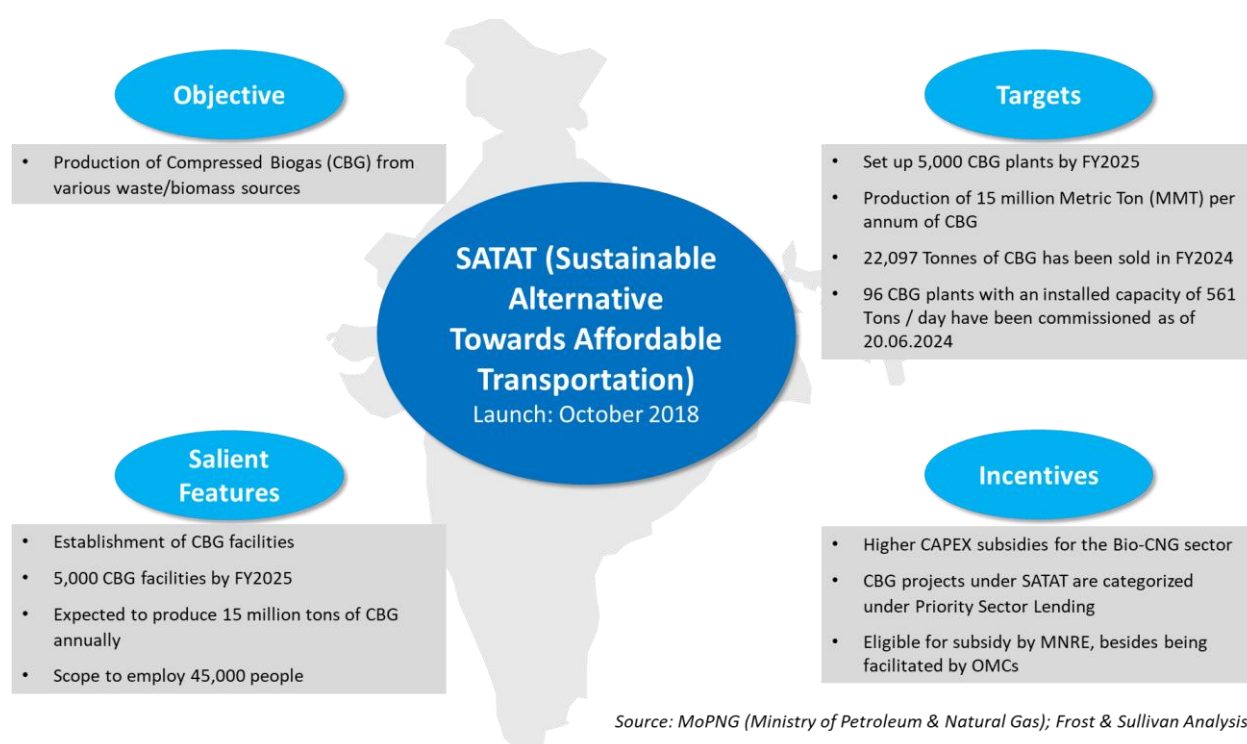 Objective
• Production of Compressed Biogas (CBG) from
various waste/biomass sources
Targets
• Set up 5,000 CBG plants by FY2025
• Production of 15 million Metric Ton (MMT) per
annum of CBG
• 22,097 Tonnes of CBG has been sold in FY2024
• 96 CBG plants with an installed capacity of 561
Tons / day have been commissioned as of
20.06.2024
SATAT (Sustainable
Alternative
Towards Affordable
Transportation)
Launch: October 2018
Salient
Features
• Establishment of CBG facilities
• 5,000 CBG facilities by FY2025
• Expected to produce 15 million tons of CBG
annually
• Scope to employ 45,000 people
Incentives
• Higher CAPEX subsidies for the Bio-CNG sector
• CBG projects under SATAT are categorized
under Priority Sector Lending
• Eligible for subsidy by MNRE, besides being
facilitated by OMCs
Source: MoPNG (Ministry of Petroleum & Natural Gas); Frost & Sullivan Analysis